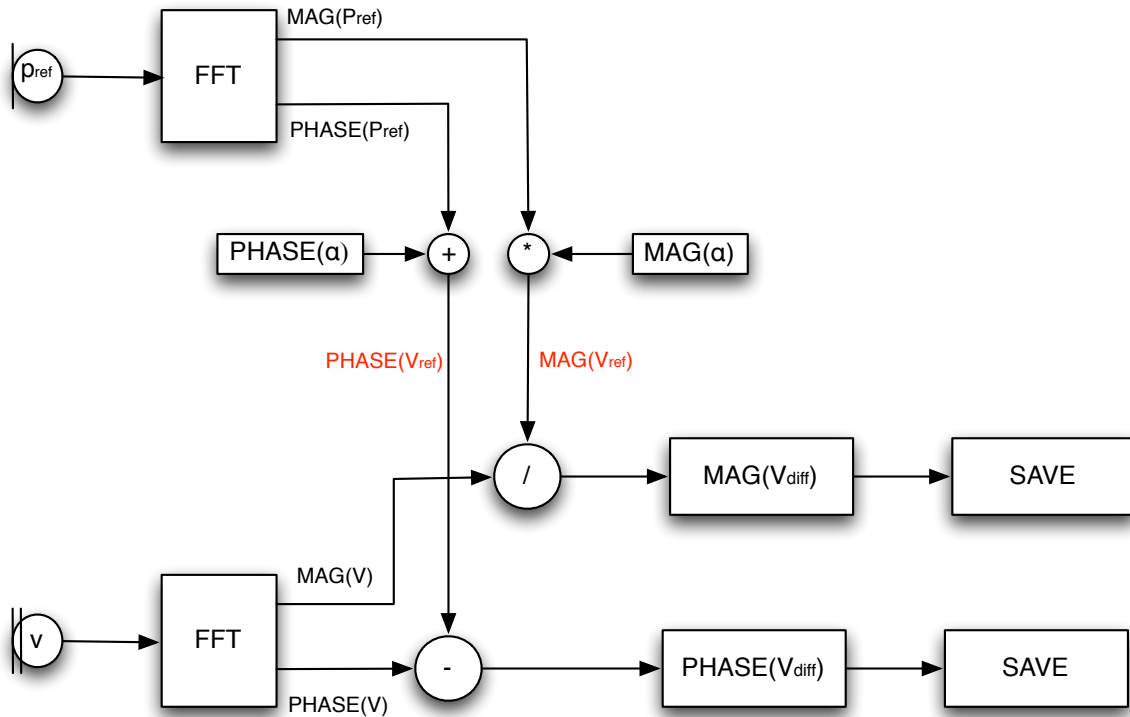 MAG(Pref)
pref
FFT
PHASE(Pref)
PHASE(α)
+
*
MAG(α)
PHASE(Vref)
MAG(Vref)
/
MAG(Vdiff)
SAVE
MAG(V)
v
FFT
-
PHASE(Vdiff)
SAVE
PHASE(V)